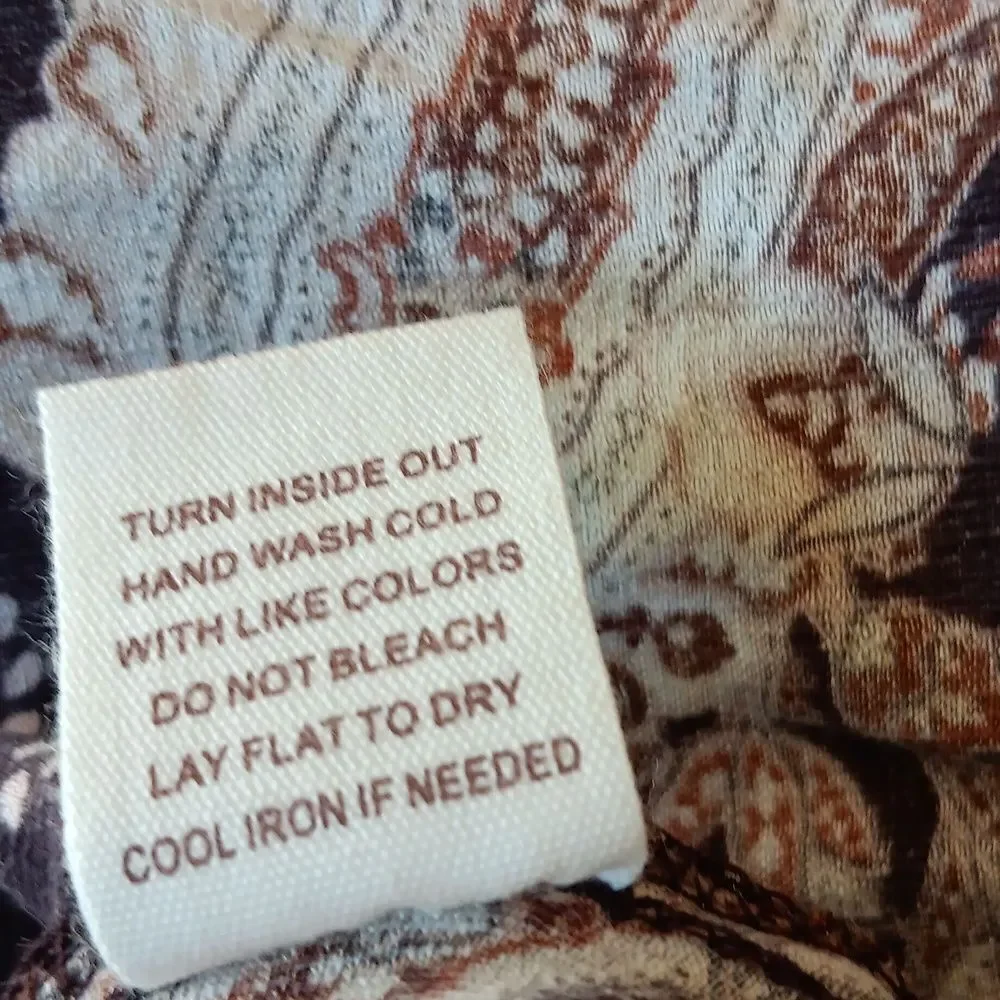 TURN INSIDE OUT
HAND WASH COLD
WITH LIKE COLORS
DO NOT BLEACH
LAY FLAT TO DRY
COOL IRON IF NEEDED